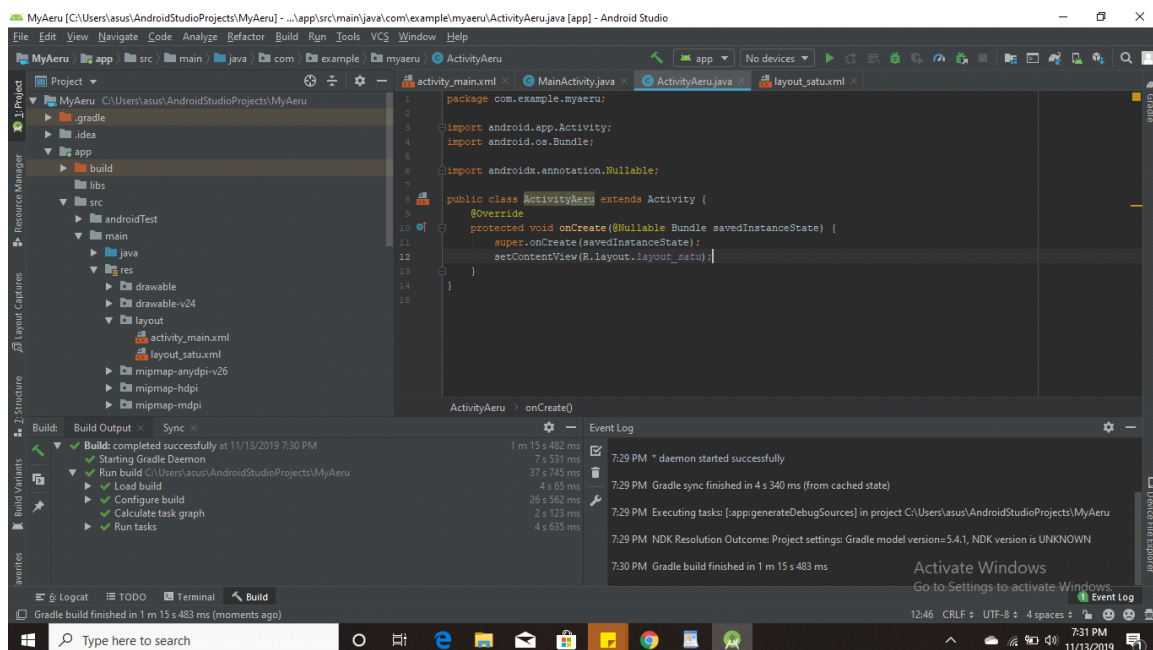 MyAeru [C:\Users\asus\AndroidStudioProjects\MyAeru] - ...\app\src\main\java\com\example\myaeru\ActivityAeru.java [app] - Android Studio
File Edit View Navigate Code Analyze Refactor Build Run Tools VCS Window Help
MyAeru app src main java com example myaeru ActivityAeru app No devices
Project activity_main.xml MainActivity.java ActivityAeru.java layout_satu.xml
1: Project
Resource Manager
Layout Captures
Z: Structure
Build Variants
avorites
Gradle
Device File Explorer
MyAeru C:\Users\asus\AndroidStudioProjects\MyAeru
.gradle
.idea
app
build
libs
src
androidTest
main
java
res
drawable
drawable-v24
layout
activity_main.xml
layout_satu.xml
mipmap-anydpi-v26
mipmap-hdpi
mipmap-mdpi
1 package com.example.myaeru;
2
3 import android.app.Activity;
4 import android.os.Bundle;
5
6 import androidx.annotation.Nullable;
7
8 public class ActivityAeru extends Activity {
9 @Override
10 protected void onCreate(@Nullable Bundle savedInstanceState) {
11 super.onCreate(savedInstanceState);
12 setContentView(R.layout.layout_satu);
13 }
14 }
15
ActivityAeru › onCreate()
Build: Build Output Sync
Build: completed successfully at 11/13/2019 7:30 PM 1 m 15 s 482 ms
Starting Gradle Daemon 7 s 531 ms
Run build C:\Users\asus\AndroidStudioProjects\MyAeru 37 s 745 ms
Load build 4 s 65 ms
Configure build 26 s 562 ms
Calculate task graph 2 s 123 ms
Run tasks 4 s 635 ms
Event Log
7:29 PM * daemon started successfully
7:29 PM Gradle sync finished in 4 s 340 ms (from cached state)
7:29 PM Executing tasks: [:app:generateDebugSources] in project C:\Users\asus\AndroidStudioProjects\MyAeru
7:29 PM NDK Resolution Outcome: Project settings: Gradle model version=5.4.1, NDK version is UNKNOWN
7:30 PM Gradle build finished in 1 m 15 s 483 ms
Activate Windows
Go to Settings to activate Windows.
6: Logcat TODO Terminal Build 1 Event Log
Gradle build finished in 1 m 15 s 483 ms (moments ago) 12:46 CRLF UTF-8 4 spaces
Type here to search
7:31 PM
11/13/2019